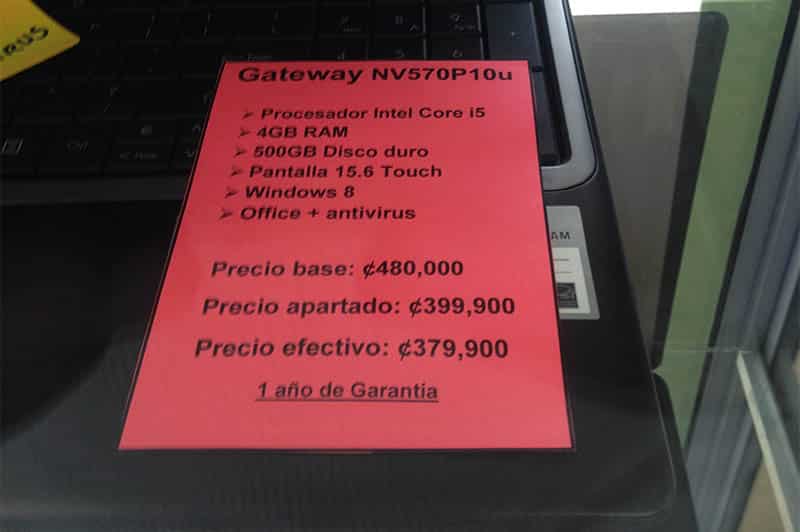 Gateway NV570P10u
➢ Procesador Intel Core i5
➢ 4GB RAM
➢ 500GB Disco duro
➢ Pantalla 15.6 Touch
➢ Windows 8
➢ Office + antivirus
Precio base: ¢480,000
Precio apartado: ¢399,900
Precio efectivo: ¢379,900
1 año de Garantia